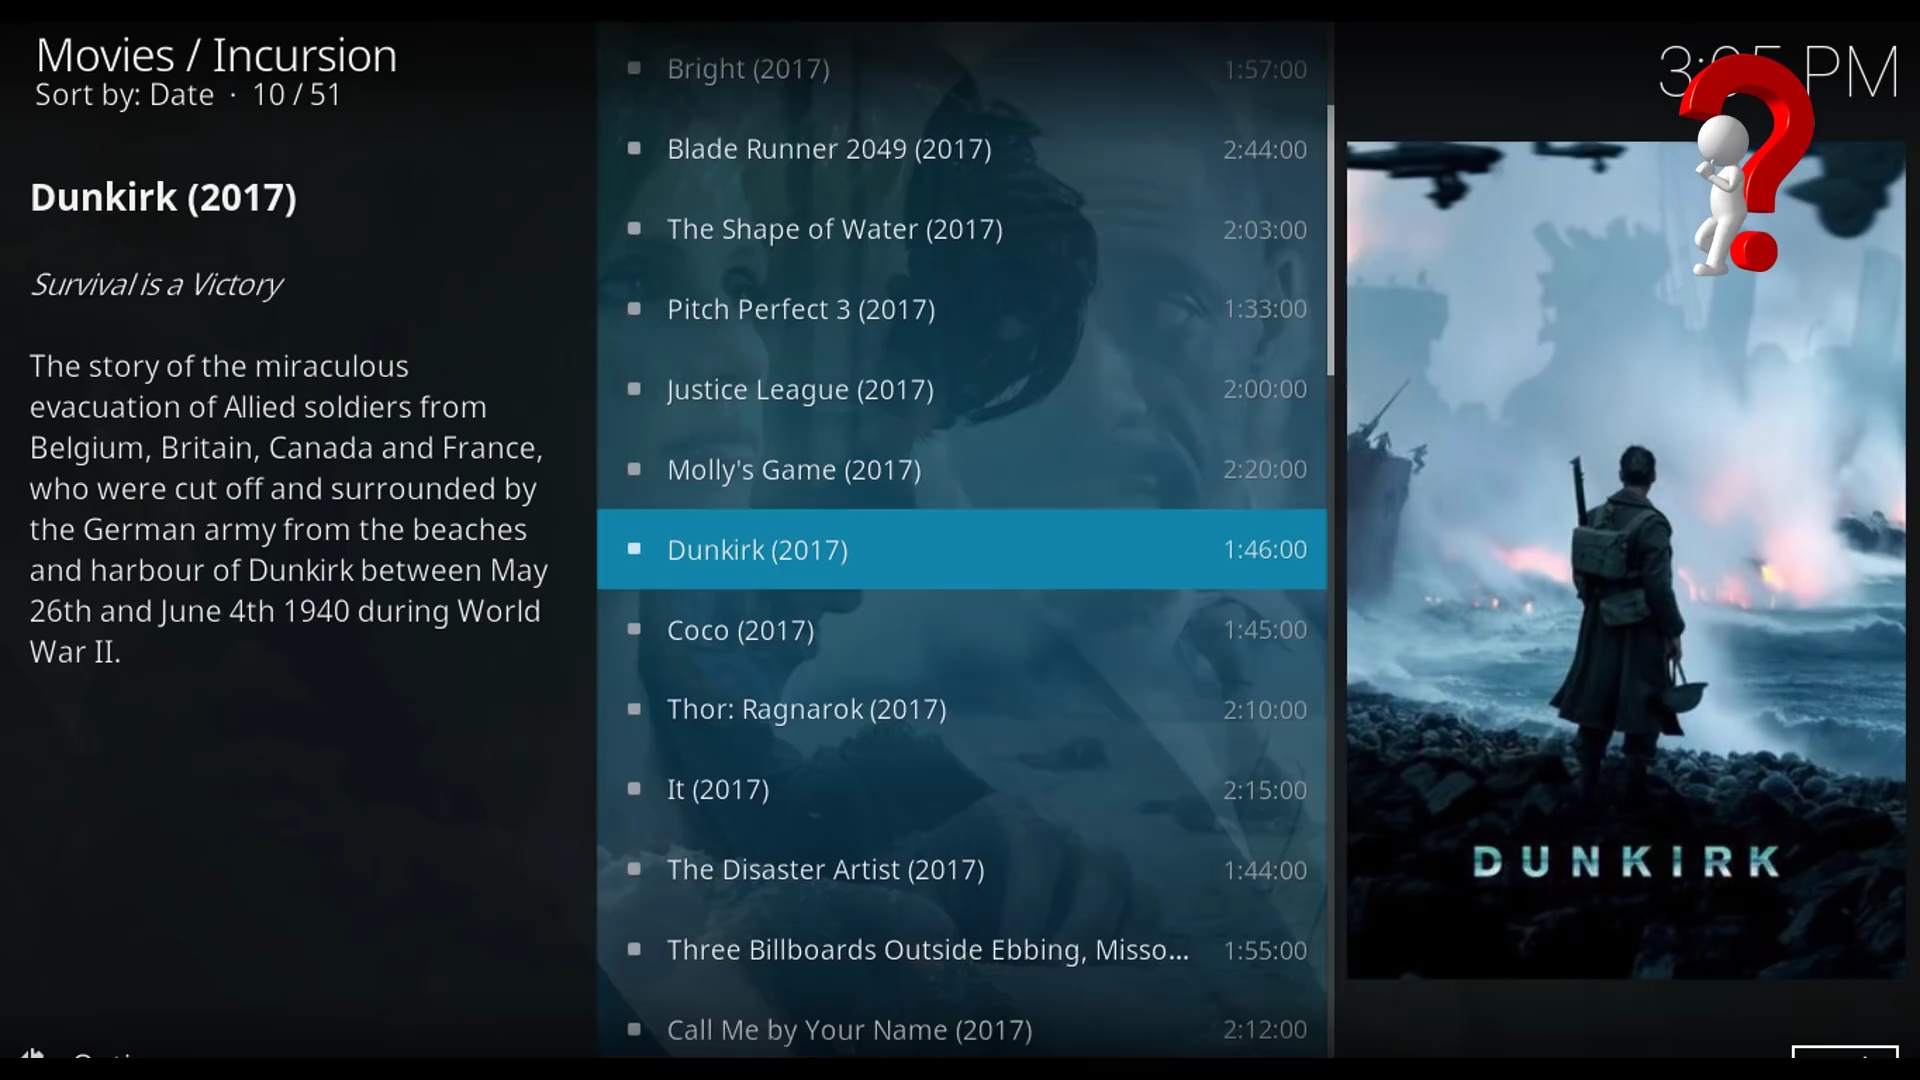 Movies / Incursion
Sort by: Date · 10 / 51
PM
Dunkirk (2017)
Survival is a Victory
The story of the miraculous
evacuation of Allied soldiers from
Belgium, Britain, Canada and France,
who were cut off and surrounded by
the German army from the beaches
and harbour of Dunkirk between May
26th and June 4th 1940 during World
War II.
Bright (2017) 1:57:00
Blade Runner 2049 (2017) 2:44:00
The Shape of Water (2017) 2:03:00
Pitch Perfect 3 (2017) 1:33:00
Justice League (2017) 2:00:00
Molly's Game (2017) 2:20:00
Dunkirk (2017) 1:46:00
Coco (2017) 1:45:00
Thor: Ragnarok (2017) 2:10:00
It (2017) 2:15:00
The Disaster Artist (2017) 1:44:00
Three Billboards Outside Ebbing, Misso... 1:55:00
Call Me by Your Name (2017) 2:12:00
DUNKIRK